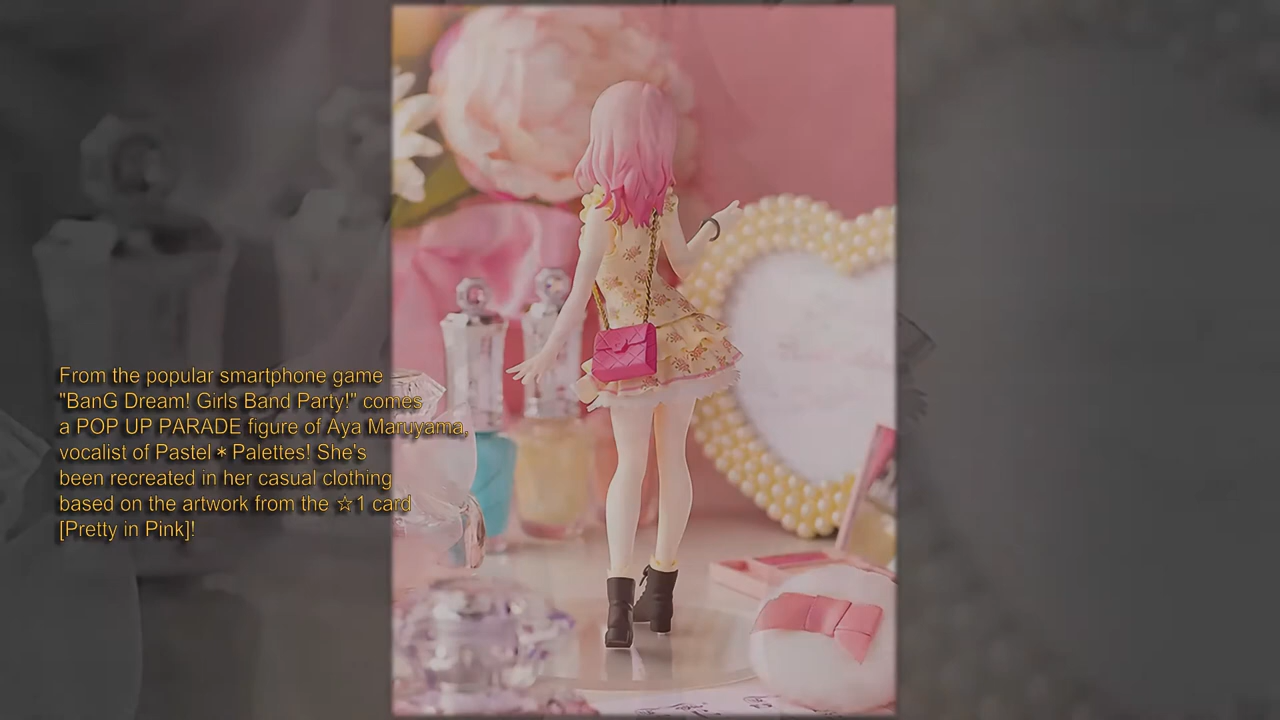 From the popular smartphone game
"BanG Dream! Girls Band Party!" comes
a POP UP PARADE figure of Aya Maruyama,
vocalist of Pastel＊Palettes! She's
been recreated in her casual clothing
based on the artwork from the ☆1 card
[Pretty in Pink]!